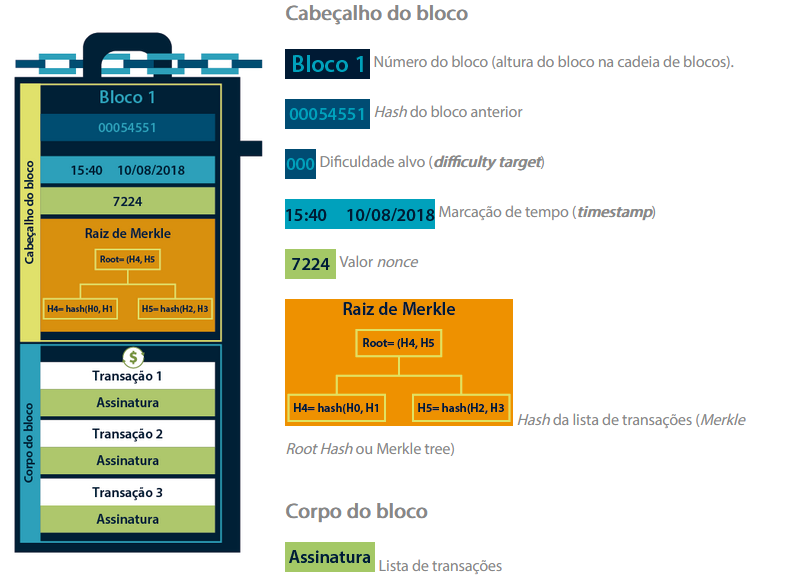 Cabeçalho do bloco
Bloco 1
00054551
15:40 10/08/2018
7224
Raiz de Merkle
Root= (H4, H5
H4= hash(H0, H1
H5= hash(H2, H3
Corpo do bloco
$
Transação 1
Assinatura
Transação 2
Assinatura
Transação 3
Assinatura
Cabeçalho do bloco
Bloco 1 Número do bloco (altura do bloco na cadeia de blocos).
00054551 Hash do bloco anterior
000 Dificuldade alvo (difficulty target)
15:40 10/08/2018 Marcação de tempo (timestamp)
7224 Valor nonce
Raiz de Merkle
Root= (H4, H5
H4= hash(H0, H1
H5= hash(H2, H3
Hash da lista de transações (Merkle
Root Hash ou Merkle tree)
Corpo do bloco
Assinatura Lista de transações